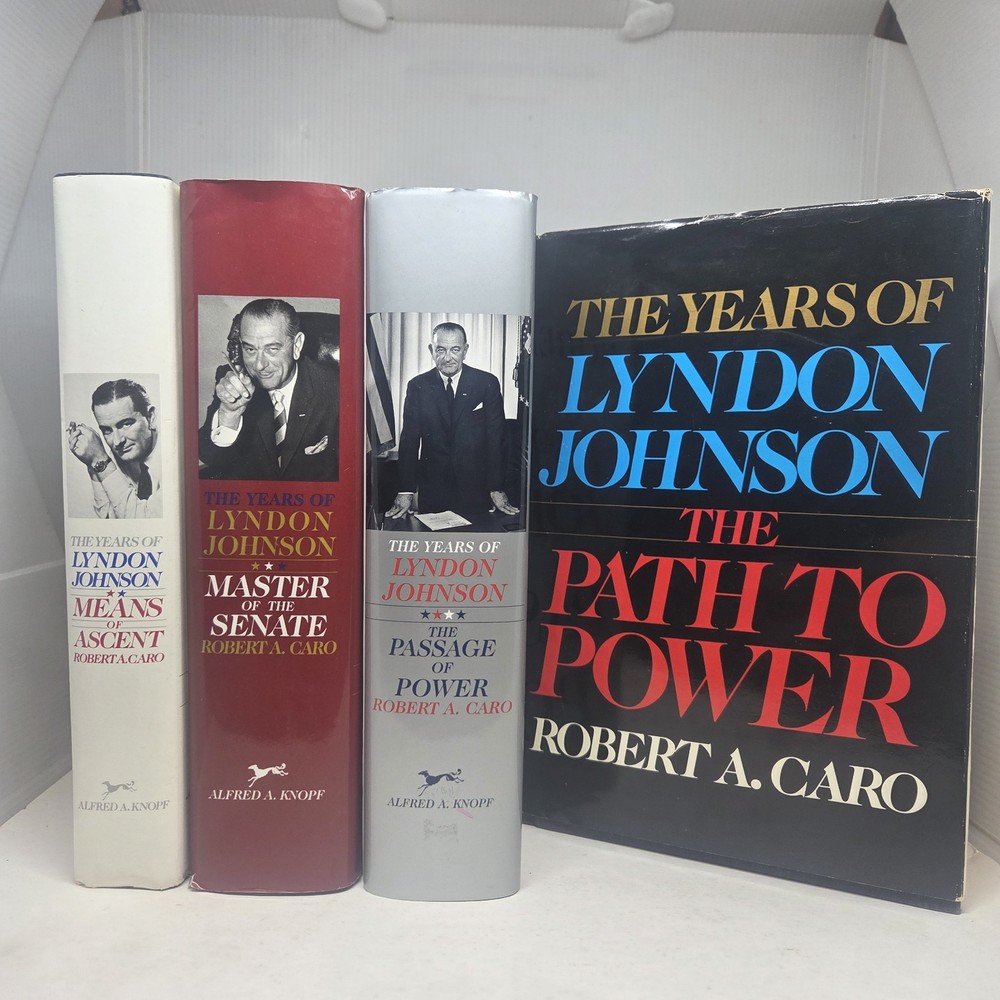 THE YEARS OF
LYNDON
JOHNSON
MEANS
OF
ASCENT
ROBERT A. CARO
ALFRED A. KNOPF
THE YEARS OF
LYNDON
JOHNSON
MASTER
OF THE
SENATE
ROBERT A. CARO
ALFRED A. KNOPF
THE YEARS OF
LYNDON
JOHNSON
THE
PASSAGE
OF
POWER
ROBERT A. CARO
ALFRED A. KNOPF
THE YEARS OF
LYNDON
JOHNSON
THE
PATH TO
POWER
ROBERT A. CARO